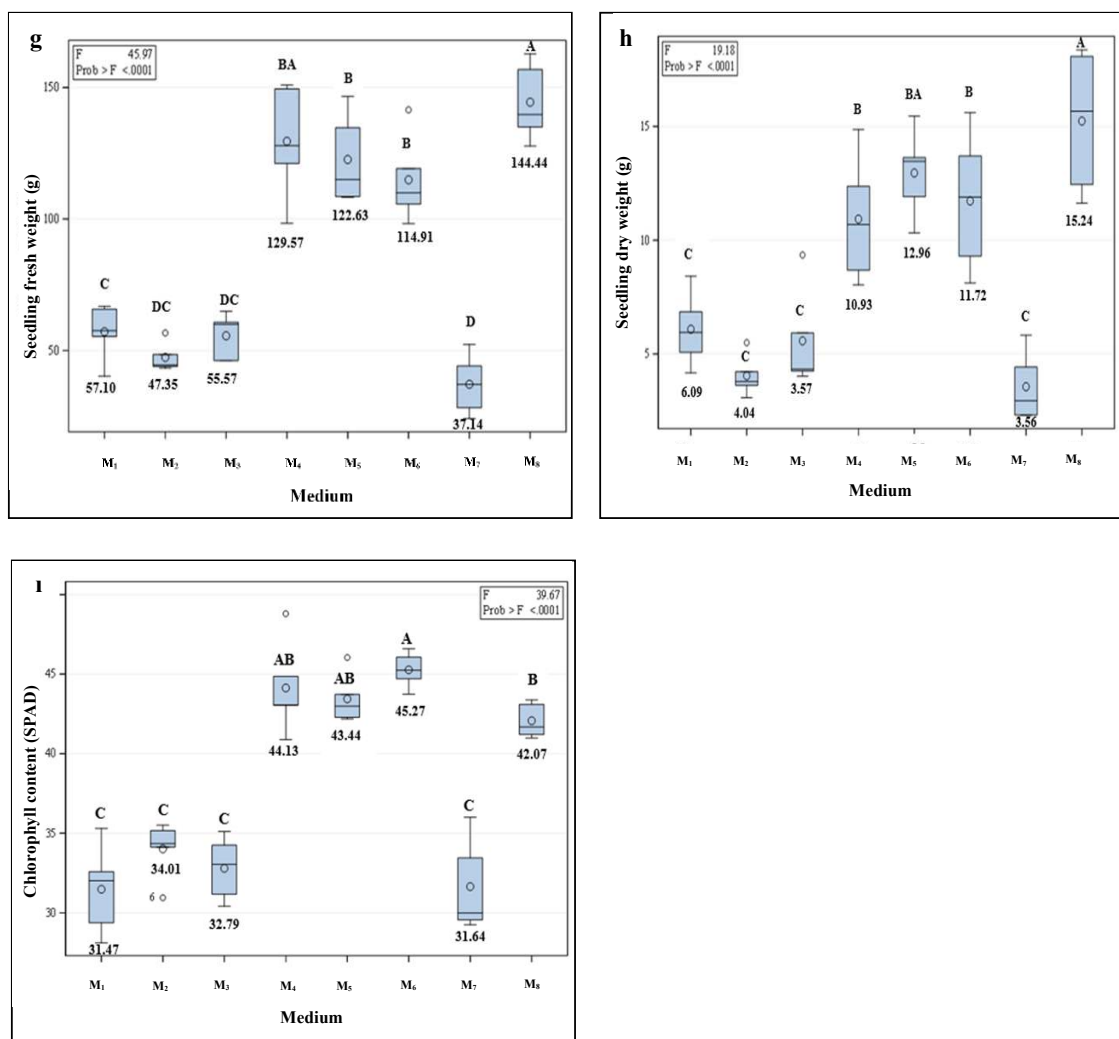 g
F 45.97
Prob > F <.0001
Seedling fresh weight (g)
150
100
50
C
DC
DC
BA
B
B
D
A
57.10
47.35
55.57
129.57
122.63
114.91
37.14
144.44
M₁ M₂ M₃ M₄ M₅ M₆ M₇ M₈
Medium
h
F 19.18
Prob > F <.0001
Seedling dry weight (g)
15
10
5
C
C
C
B
BA
B
C
A
6.09
4.04
3.57
10.93
12.96
11.72
3.56
15.24
M₁ M₂ M₃ M₄ M₅ M₆ M₇ M₈
Medium
F 39.67
Prob > F <.0001
Chlorophyll content (SPAD)
45
40
35
30
C
C
C
AB
AB
A
C
B
31.47
34.01
6
32.79
44.13
43.44
45.27
31.64
42.07
M₁ M₂ M₃ M₄ M₅ M₆ M₇ M₈
Medium